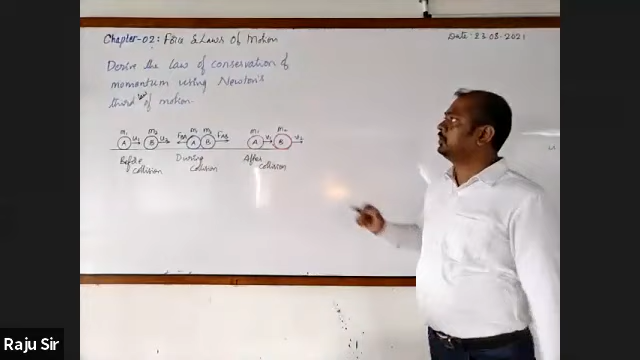 Chapter-02: Force & Laws Of Motion
Date: 23.08.2021
Derive the law of conservation of
momentum using Newton's
third law of motion.
m₁ m₂ m₁ m₂ m₁ m₂
A u₁ B u₂ F_BA A B F_AB A v₁ B v₂
Before During After
collision collision collision
Raju Sir